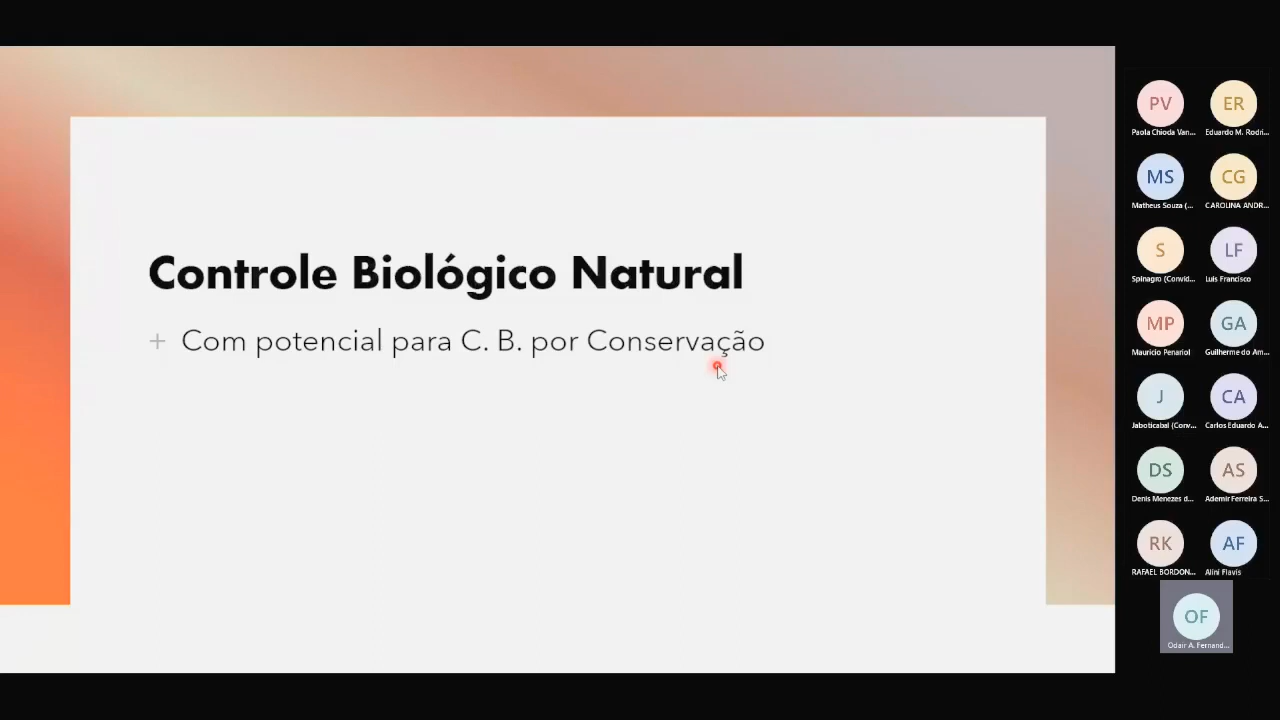 Controle Biológico Natural
+ Com potencial para C. B. por Conservação
PV ER
Paola Chioda Van... Eduardo M. Rodri...
MS CG
Matheus Souza (... CAROLINA ANDR...
S LF
Spinagro (Convid... Luis Francisco
MP GA
Mauricio Penariol Guilherme do Am...
J CA
Jaboticabal (Conv... Carlos Eduardo A...
DS AS
Denis Menezes d... Ademir Ferreira S...
RK AF
RAFAEL BORDON... Alini Flavis
OF
Odair A. Fernand...